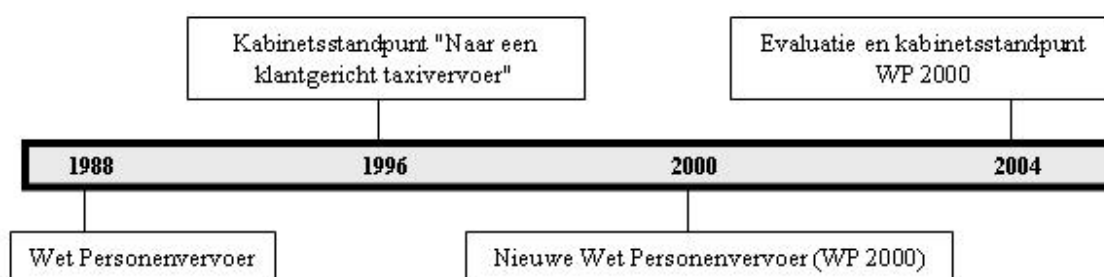 Kabinetsstandpunt "Naar een
klantgericht taxivervoer"
Evaluatie en kabinetsstandpunt
WP 2000
1988 1996 2000 2004
Wet Personenvervoer
Nieuwe Wet Personenvervoer (WP 2000)